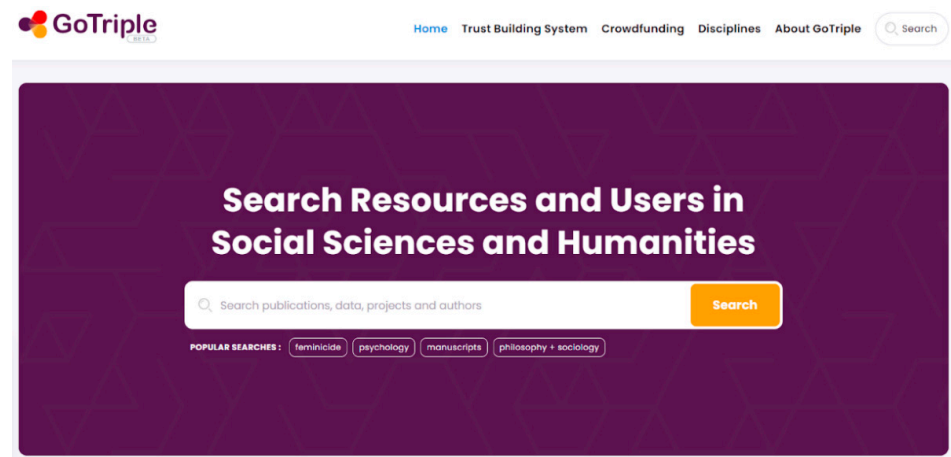 GoTriple
BETA
Home Trust Building System Crowdfunding Disciplines About GoTriple Search
Search Resources and Users in
Social Sciences and Humanities
Search publications, data, projects and authors Search
POPULAR SEARCHES : feminicide psychology manuscripts philosophy + sociology